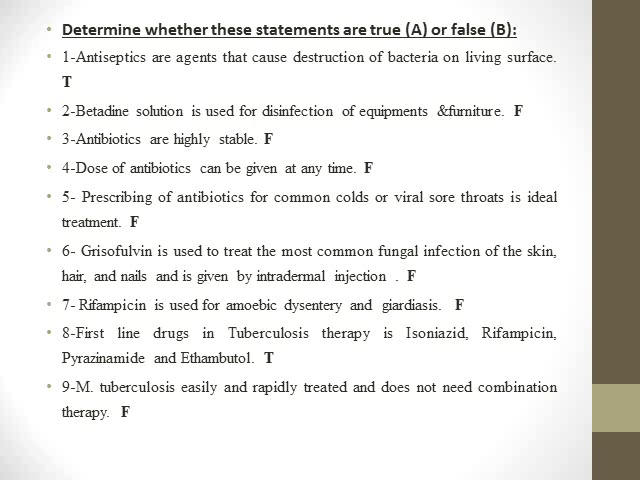 Determine whether these statements are true (A) or false (B):
1-Antiseptics are agents that cause destruction of bacteria on living surface.
T
2-Betadine solution is used for disinfection of equipments &furniture. F
3-Antibiotics are highly stable. F
4-Dose of antibiotics can be given at any time. F
5- Prescribing of antibiotics for common colds or viral sore throats is ideal
treatment. F
6- Grisofulvin is used to treat the most common fungal infection of the skin,
hair, and nails and is given by intradermal injection . F
7- Rifampicin is used for amoebic dysentery and giardiasis. F
8-First line drugs in Tuberculosis therapy is Isoniazid, Rifampicin,
Pyrazinamide and Ethambutol. T
9-M. tuberculosis easily and rapidly treated and does not need combination
therapy. F